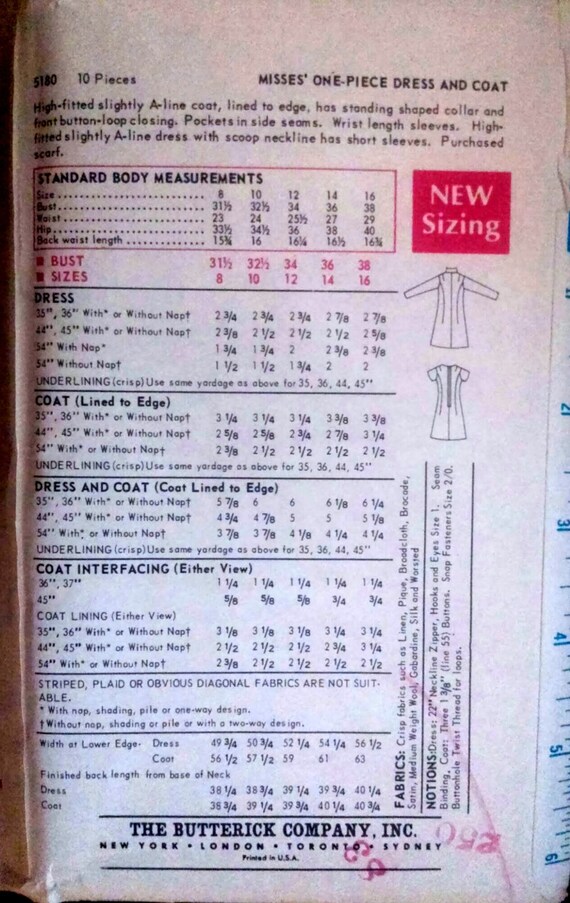 5180 10 Pieces MISSES' ONE-PIECE DRESS AND COAT
High-fitted slightly A-line coat, lined to edge, has standing shaped collar and
front button-loop closing. Pockets in side seams. Wrist length sleeves. High-
fitted slightly A-line dress with scoop neckline has short sleeves. Purchased
scarf.
STANDARD BODY MEASUREMENTS
Size 8 10 12 14 16
Bust 31½ 32½ 34 36 38
Waist 23 24 25½ 27 29
Hip 33½ 34½ 36 38 40
Back waist length 15¾ 16 16¼ 16½ 16¾
NEW
Sizing
BUST 31½ 32½ 34 36 38
SIZES 8 10 12 14 16
DRESS
35", 36" With* or Without Nap† 2 3/4 2 3/4 2 3/4 2 7/8 2 7/8
44", 45" With* or Without Nap† 2 3/8 2 1/2 2 1/2 2 1/2 2 5/8
54" With Nap* 1 3/4 1 3/4 2 2 3/8 2 3/8
54" Without Nap† 1 1/2 1 1/2 1 3/4 2 2
UNDERLINING (crisp) Use same yardage as above for 35, 36, 44, 45"
COAT (Lined to Edge)
35", 36" With* or Without Nap† 3 1/4 3 1/4 3 1/4 3 3/8 3 3/8
44", 45" With* or Without Nap† 2 5/8 2 5/8 2 3/4 2 7/8 3 1/4
54" With* or Without Nap† 2 3/8 2 1/2 2 1/2 2 1/2 2 1/2
UNDERLINING (crisp) Use same yardage as above for 35, 36, 44, 45"
DRESS AND COAT (Coat Lined to Edge)
35", 36" With* or Without Nap† 5 7/8 6 6 6 1/8 6 1/4
44", 45" With* or Without Nap† 4 3/4 4 7/8 5 5 5 1/8
54" With* or Without Nap† 3 7/8 3 7/8 4 1/8 4 1/4 4 1/4
UNDERLINING (crisp) Use same yardage as above for 35, 36, 44, 45"
COAT INTERFACING (Either View)
36", 37" 1 1/4 1 1/4 1 1/4 1 1/4 1 1/4
45" 5/8 5/8 5/8 3/4 3/4
COAT LINING (Either View)
35", 36" With* or Without Nap† 3 1/8 3 1/8 3 1/8 3 1/4 3 1/4
44", 45" With* or Without Nap† 2 1/2 2 1/2 2 1/2 2 3/4 3 1/4
54" With* or Without Nap† 2 3/8 2 1/2 2 1/2 2 1/2 2 1/2
STRIPED, PLAID OR OBVIOUS DIAGONAL FABRICS ARE NOT SUIT-
ABLE.
* With nap, shading, pile or one-way design.
† Without nap, shading or pile or with a two-way design.
Width at Lower Edge- Dress 49 3/4 50 3/4 52 1/4 54 1/4 56 1/2
Coat 56 1/2 57 1/2 59 61 63
Finished back length from base of Neck
Dress 38 1/4 38 3/4 39 1/4 39 3/4 40 1/4
Coat 38 3/4 39 1/4 39 3/4 40 1/4 40 3/4
FABRICS: Crisp fabrics such as Linen, Pique, Broadcloth, Brocade,
Satin, Medium Weight Wool, Gabardine, Silk and Worsted
NOTIONS: Dress: 22" Neckline Zipper, Hooks and Eyes Size 1. Seam
Binding. Coat: Three 1 3/8" (line 55) Buttons. Snap Fasteners Size 2/0.
Buttonhole Twist Thread for loops.
THE BUTTERICK COMPANY, INC.
NEW YORK • LONDON • TORONTO • SYDNEY
Printed in U.S.A.
2
3
4
5
6